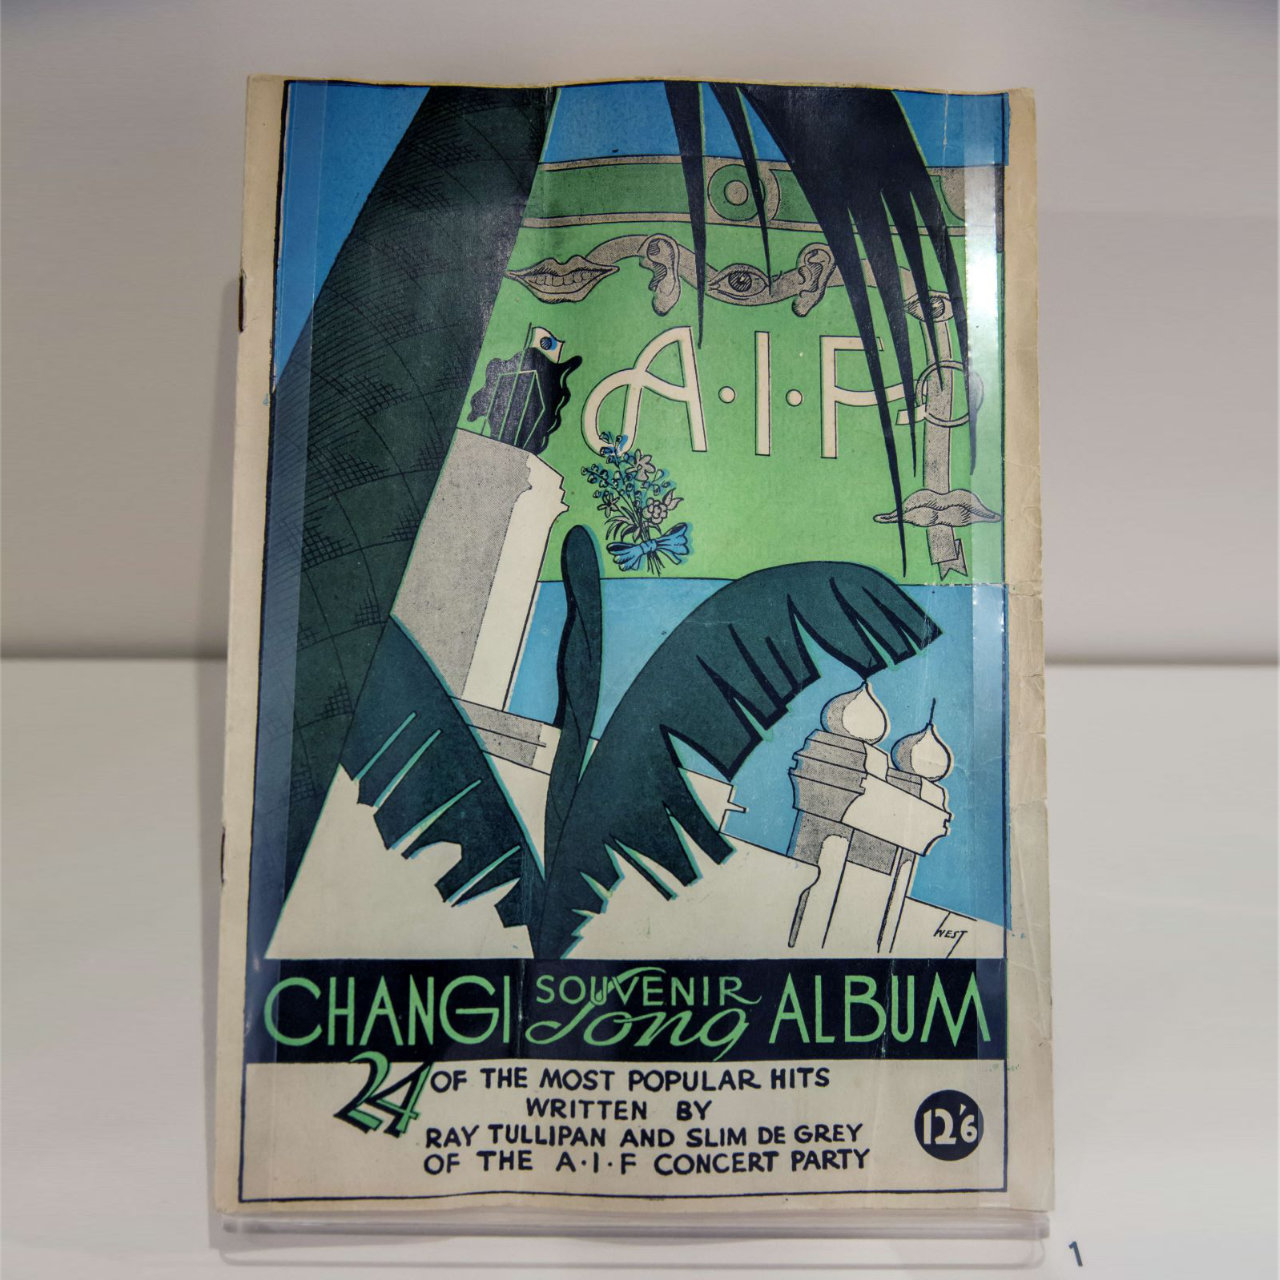 A·I·F
WEST
CHANGI SOUVENIR Song ALBUM
24 OF THE MOST POPULAR HITS
WRITTEN BY
RAY TULLIPAN AND SLIM DE GREY
OF THE A·I·F CONCERT PARTY
12'6
1